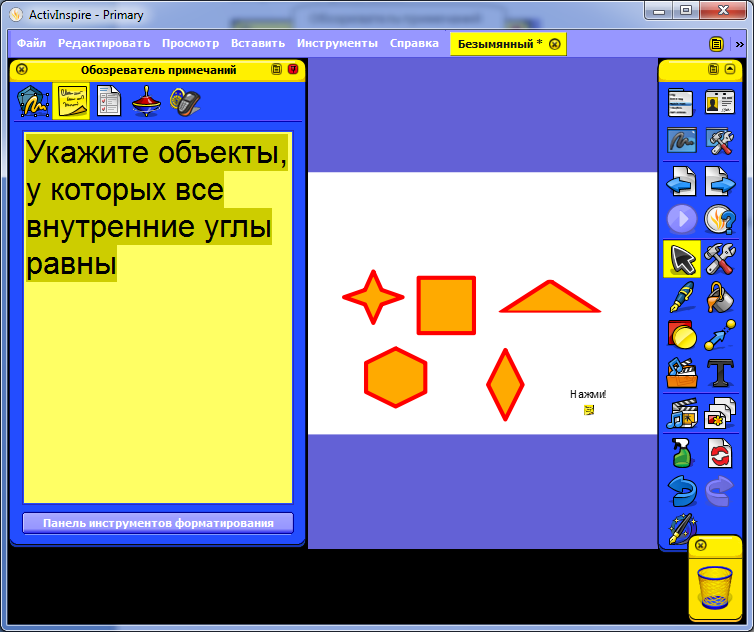 ActivInspire - Primary
Файл Редактировать Просмотр Вставить Инструменты Справка Безымянный *
Обозреватель примечаний
Укажите объекты,
у которых все
внутренние углы
равны
Нажми!
Панель инструментов форматирования